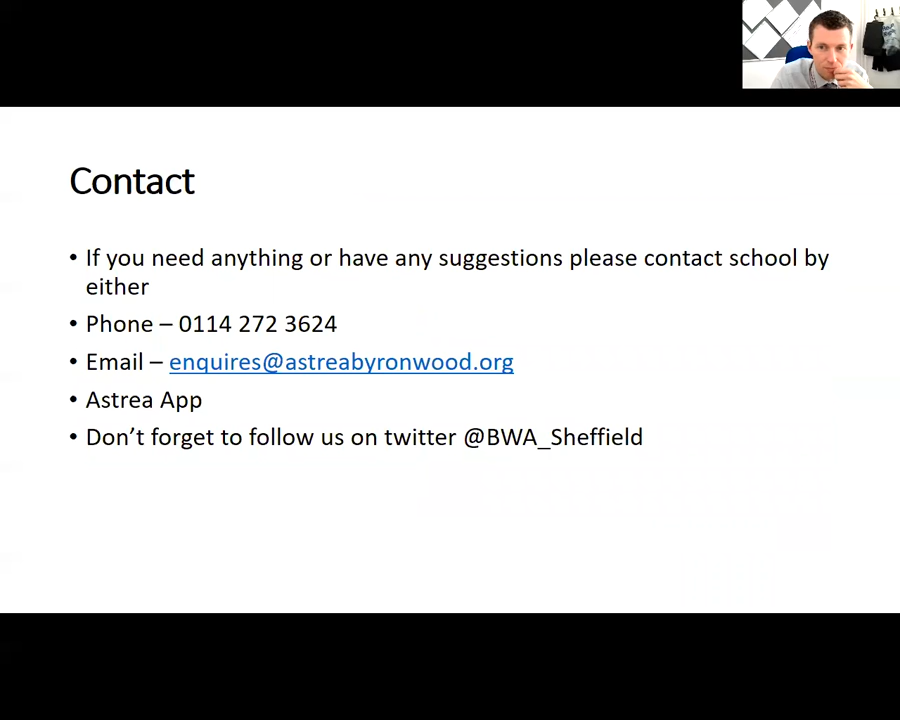 Contact
• If you need anything or have any suggestions please contact school by
either
• Phone – 0114 272 3624
• Email – enquires@astreabyronwood.org
• Astrea App
• Don’t forget to follow us on twitter @BWA_Sheffield